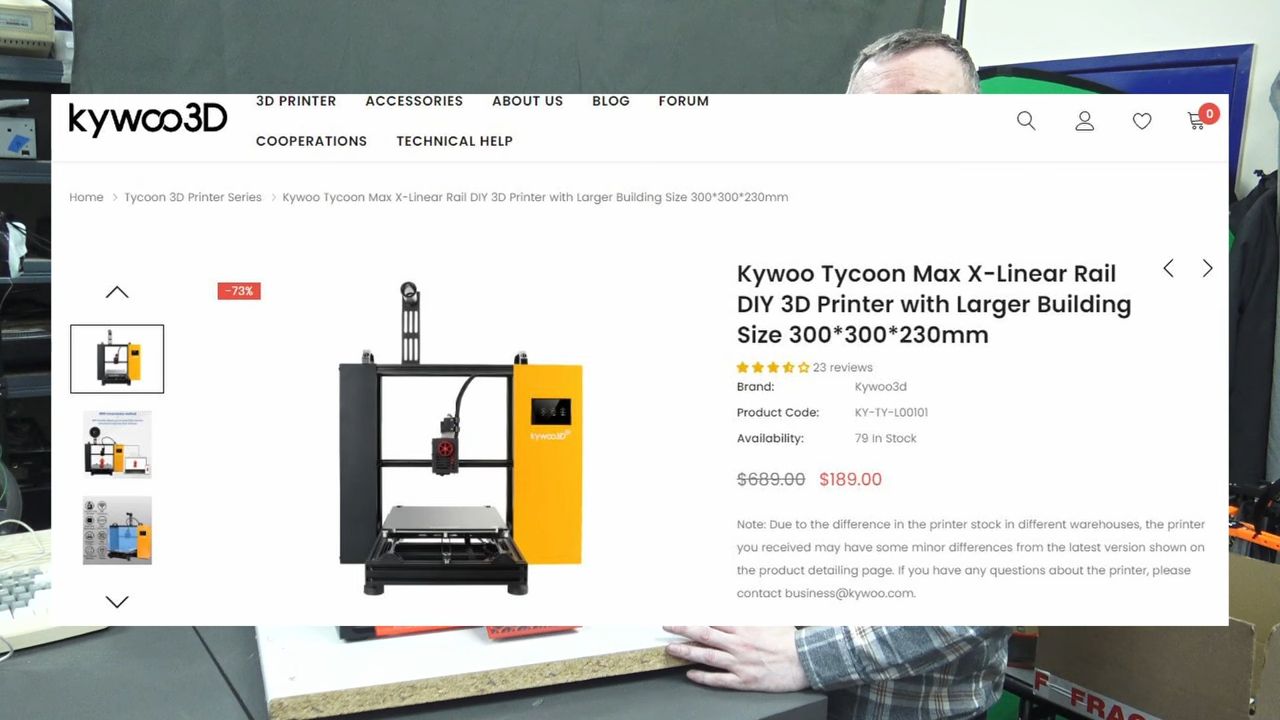 kywoo3D
3D PRINTER ACCESSORIES ABOUT US BLOG FORUM
COOPERATIONS TECHNICAL HELP
0
Home > Tycoon 3D Printer Series > Kywoo Tycoon Max X-Linear Rail DIY 3D Printer with Larger Building Size 300*300*230mm
-73%
kywoo3D
Kywoo Tycoon Max X-Linear Rail
DIY 3D Printer with Larger Building
Size 300*300*230mm
23 reviews
Brand: Kywoo3d
Product Code: KY-TY-L00101
Availability: 79 In Stock
$689.00 $189.00
Note: Due to the difference in the printer stock in different warehouses, the printer
you received may have some minor differences from the latest version shown on
the product detailing page. If you have any questions about the printer, please
contact business@kywoo.com.
FRAG